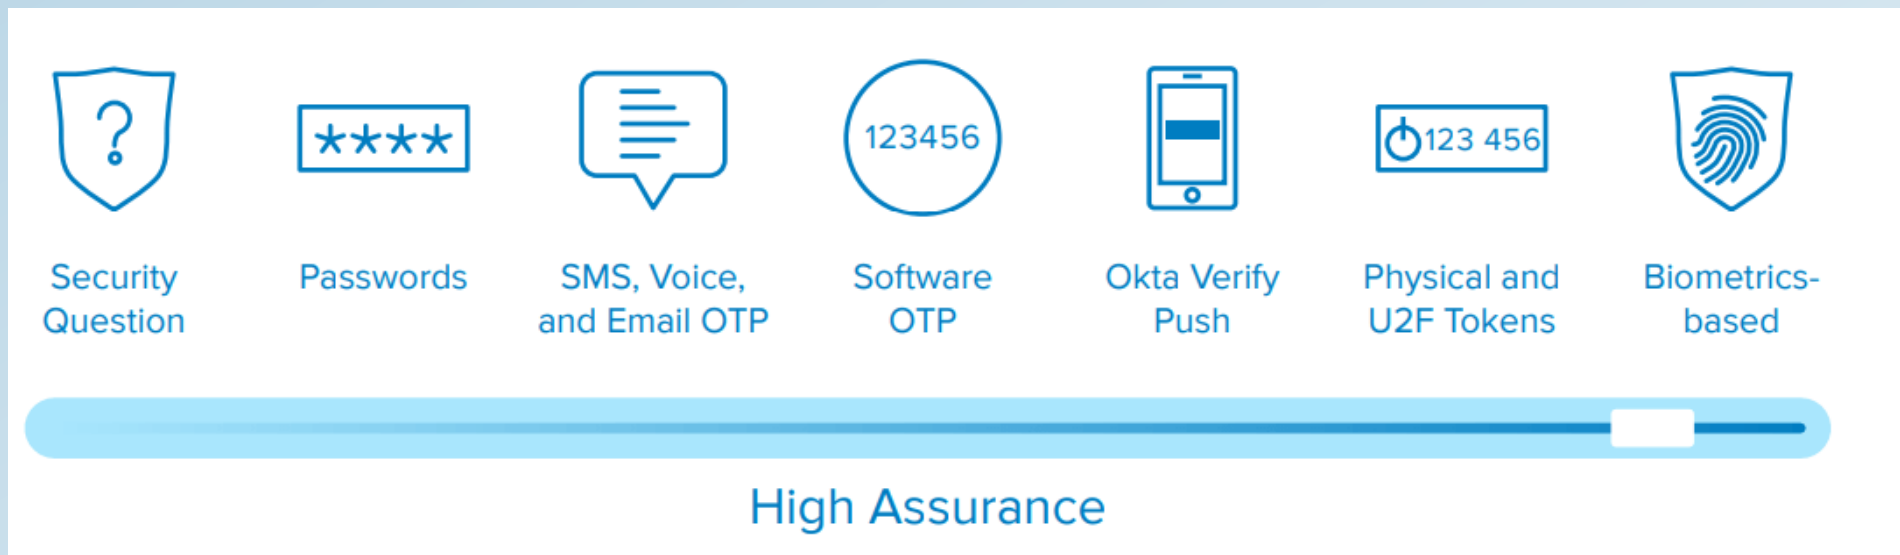 ?
****
123456
123 456
Security
Question
Passwords
SMS, Voice,
and Email OTP
Software
OTP
Okta Verify
Push
Physical and
U2F Tokens
Biometrics-
based
High Assurance